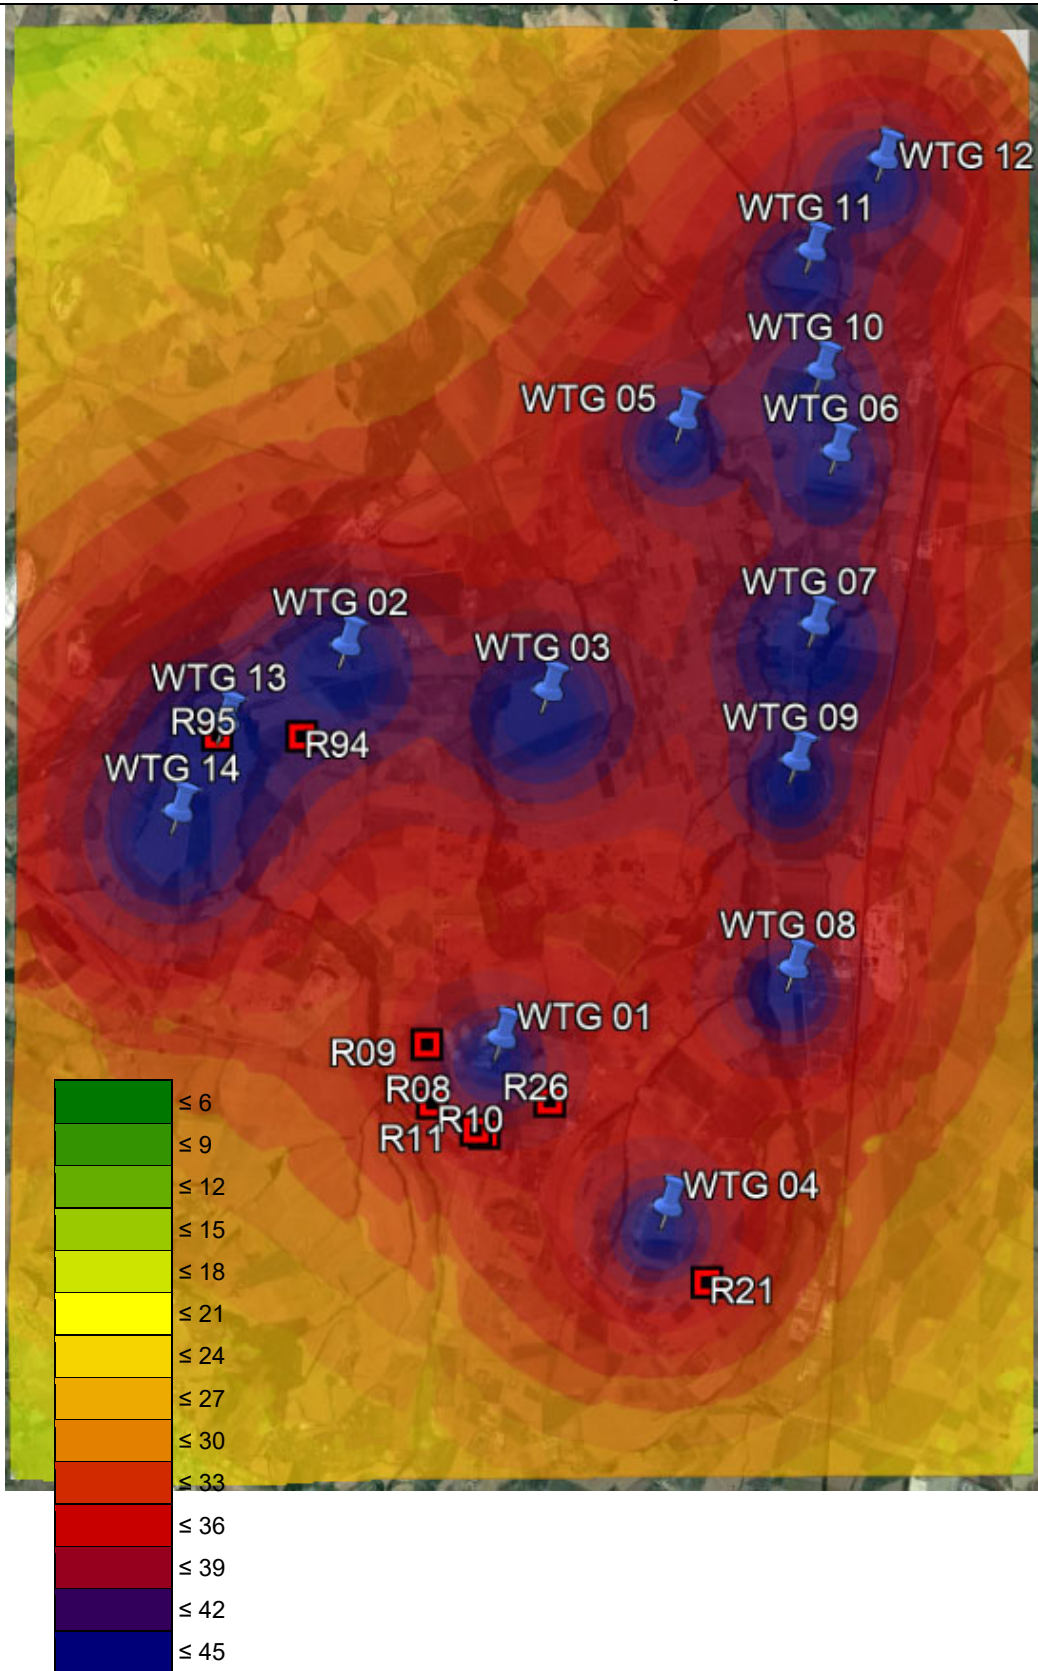 WTG 12
WTG 11
WTG 10
WTG 05
WTG 06
WTG 07
WTG 02
WTG 03
WTG 13
R95
R94
WTG 09
WTG 14
WTG 08
WTG 01
R09
R08
R26
R10
R11
WTG 04
R21
≤ 6
≤ 9
≤ 12
≤ 15
≤ 18
≤ 21
≤ 24
≤ 27
≤ 30
≤ 33
≤ 36
≤ 39
≤ 42
≤ 45